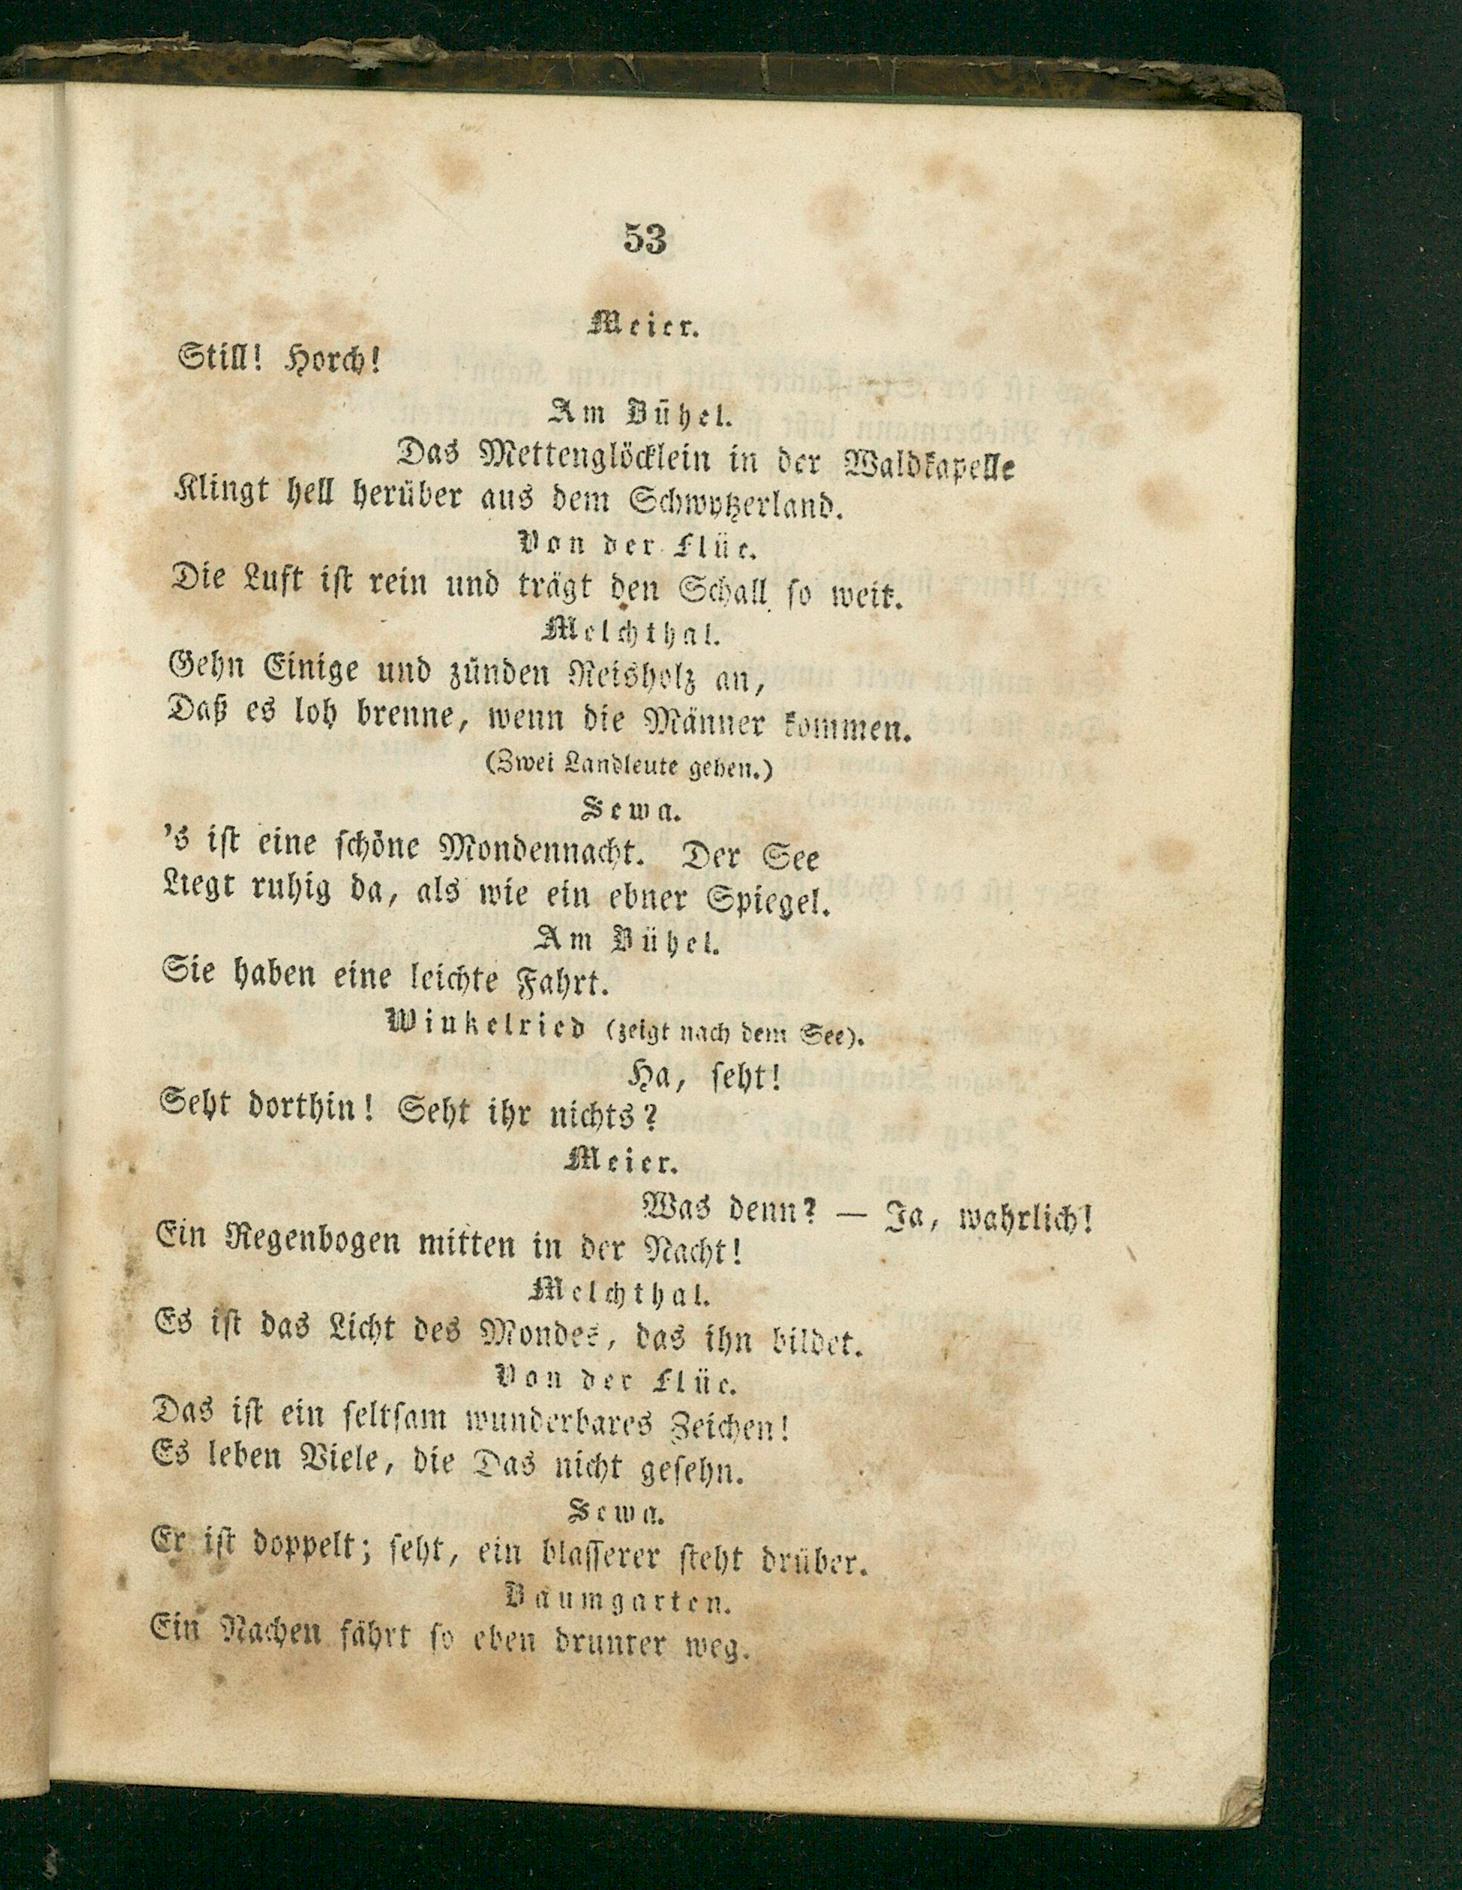 53
Meier.
Still! Horch!
Am Bühel.
Das Mettenglöcklein in der Waldkapelle
Klingt hell herüber aus dem Schwytzerland.
Von der Flüe.
Die Luft ist rein und trägt den Schall so weit.
Melchthal.
Gehn Einige und zünden Reisholz an,
Daß es loh brenne, wenn die Männer kommen.
(Zwei Landleute gehen.)
Sewa.
's ist eine schöne Mondennacht. Der See
Liegt ruhig da, als wie ein ebner Spiegel.
Am Bühel.
Sie haben eine leichte Fahrt.
Winkelried (zeigt nach dem See).
Ha, seht!
Seht dorthin! Seht ihr nichts?
Meier.
Was denn? — Ja, wahrlich!
Ein Regenbogen mitten in der Nacht!
Melchthal.
Es ist das Licht des Mondes, das ihn bildet.
Von der Flüe.
Das ist ein seltsam wunderbares Zeichen!
Es leben Viele, die Das nicht gesehn.
Sewa.
Er ist doppelt; seht, ein blasserer steht drüber.
Baumgarten.
Ein Nachen fährt so eben drunter weg.